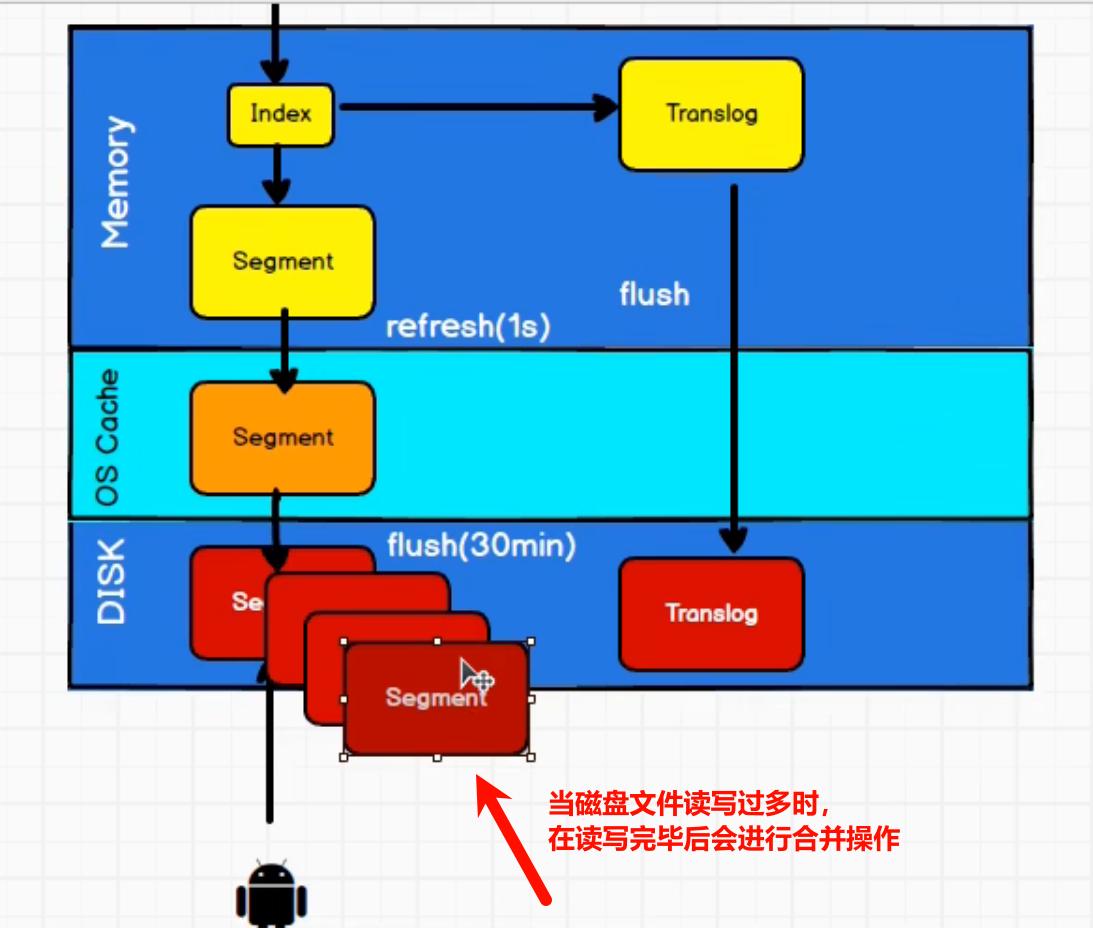 Index
Translog
Memory
Segment
flush
refresh(1s)
OS Cache
Segment
DISK
flush(30min)
Se
Translog
Segment
当磁盘文件读写过多时，
在读写完毕后会进行合并操作